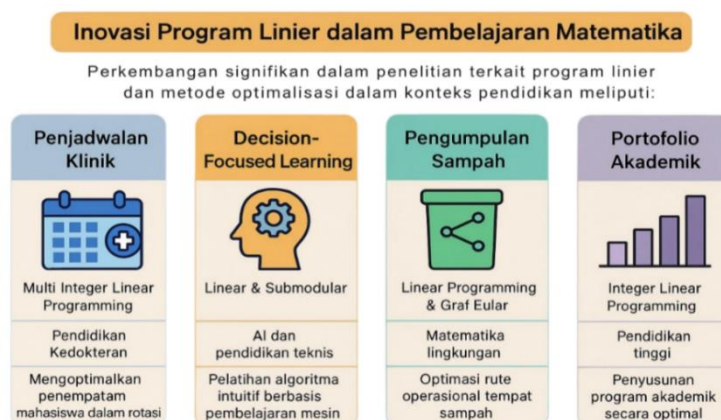 Inovasi Program Linier dalam Pembelajaran Matematika
Perkembangan signifikan dalam penelitian terkait program linier
dan metode optimalisasi dalam konteks pendidikan meliputi:
Penjadwalan
Klinik
Multi Integer Linear
Programming
Pendidikan
Kedokteran
Mengoptimalkan
penempatam
mahasiswa dalam rotasi
Decision-
Focused Learning
Linear & Submodular
AI dan
pendidikan teknis
Pelatihan algoritma
intuitif berbasis
pembelajaran mesin
Pengumpulan
Sampah
Linear Programming
& Graf Eular
Matematika
lingkungan
Optimasi rute
operasional tempat
sampah
Portofolio
Akademik
Integer Linear
Programming
Pendidikan
tinggi
Penyusunan
program akademik
secara optimal